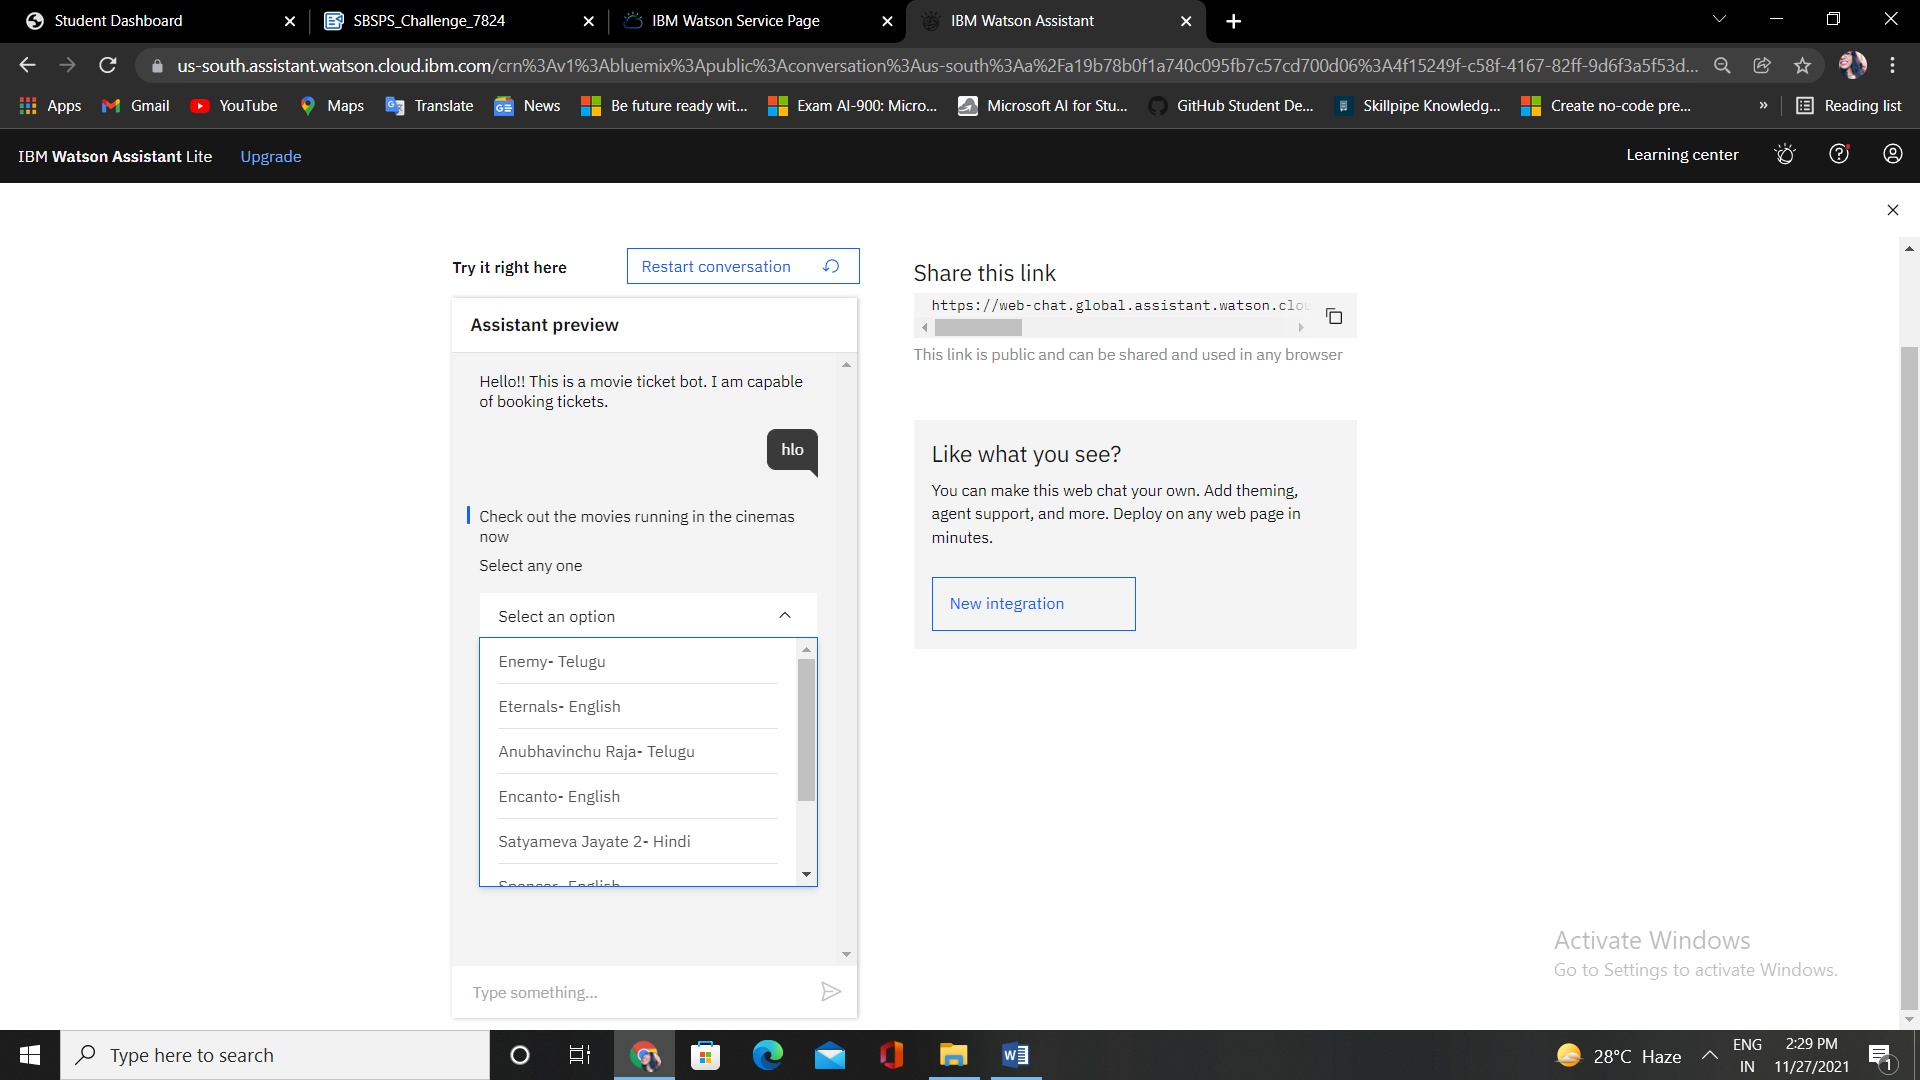 Student Dashboard
SBSPS_Challenge_7824
IBM Watson Service Page
IBM Watson Assistant
us-south.assistant.watson.cloud.ibm.com/crn%3Av1%3Abluemix%3Apublic%3Aconversation%3Aus-south%3Aa%2Fa19b78b0f1a740c095fb7c57cd700d06%3A4f15249f-c58f-4167-82ff-9d6f3a5f53d...
Apps
Gmail
YouTube
Maps
Translate
News
Be future ready wit...
Exam AI-900: Micro...
Microsoft AI for Stu...
GitHub Student De...
Skillpipe Knowledg...
Create no-code pre...
»
Reading list
IBM Watson Assistant Lite
Upgrade
Learning center
Try it right here
Restart conversation
Assistant preview
Hello!! This is a movie ticket bot. I am capable
of booking tickets.
hlo
Check out the movies running in the cinemas
now
Select any one
Select an option
Enemy- Telugu
Eternals- English
Anubhavinchu Raja- Telugu
Encanto- English
Satyameva Jayate 2- Hindi
Spencer- English
Type something...
Share this link
https://web-chat.global.assistant.watson.clou
This link is public and can be shared and used in any browser
Like what you see?
You can make this web chat your own. Add theming,
agent support, and more. Deploy on any web page in
minutes.
New integration
Activate Windows
Go to Settings to activate Windows.
Type here to search
28°C Haze
ENG
IN
2:29 PM
11/27/2021
1